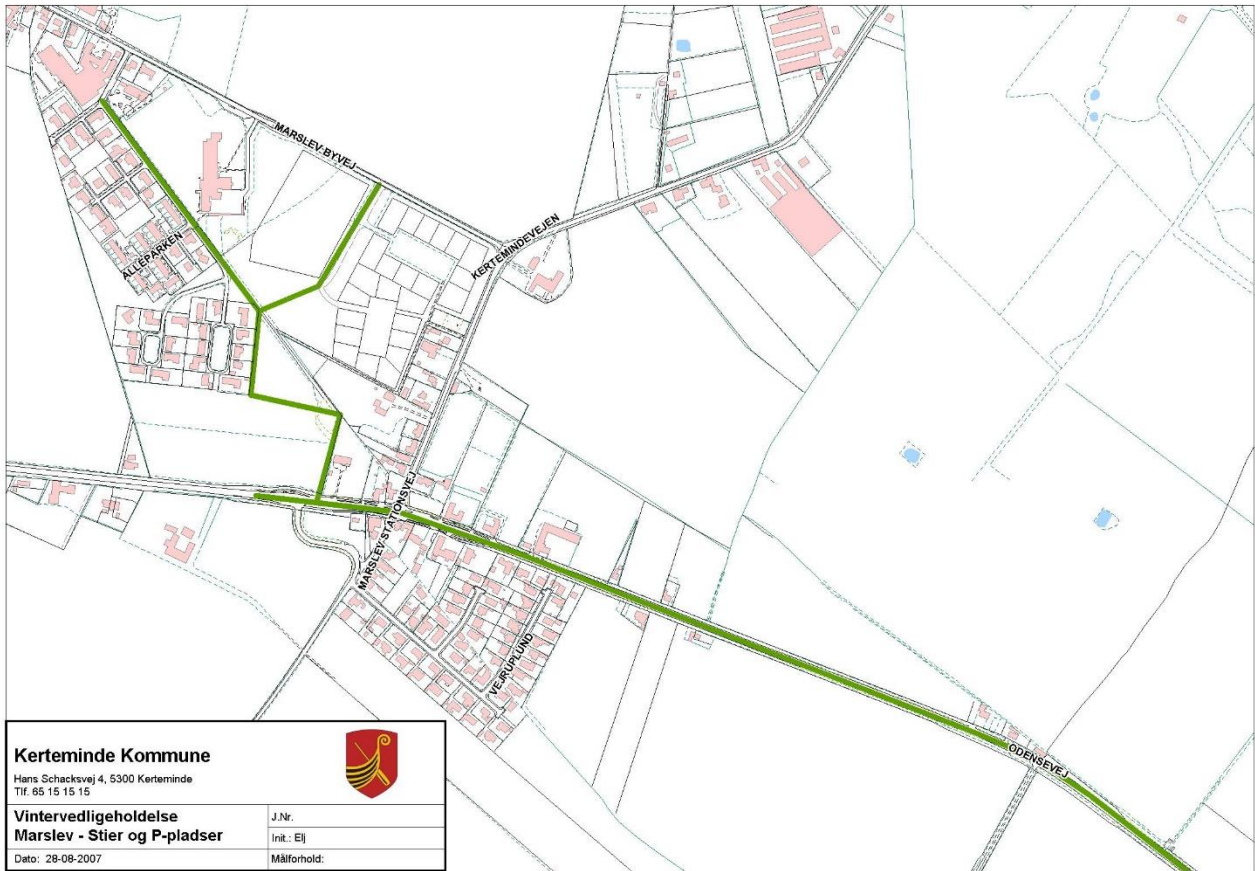 MARSLEV BYVEJ
KERTEMINDEVEJEN
ALLEPARKEN
MARSLEV STATIONSVEJ
VEJRUPLUND
ODENSEVEJ
Kerteminde Kommune
Hans Schacksvej 4, 5300 Kerteminde
Tlf. 65 15 15 15
Vintervedligeholdelse
Marslev - Stier og P-pladser
Dato: 28-08-2007
J.Nr.
Init.: Elj
Målforhold: